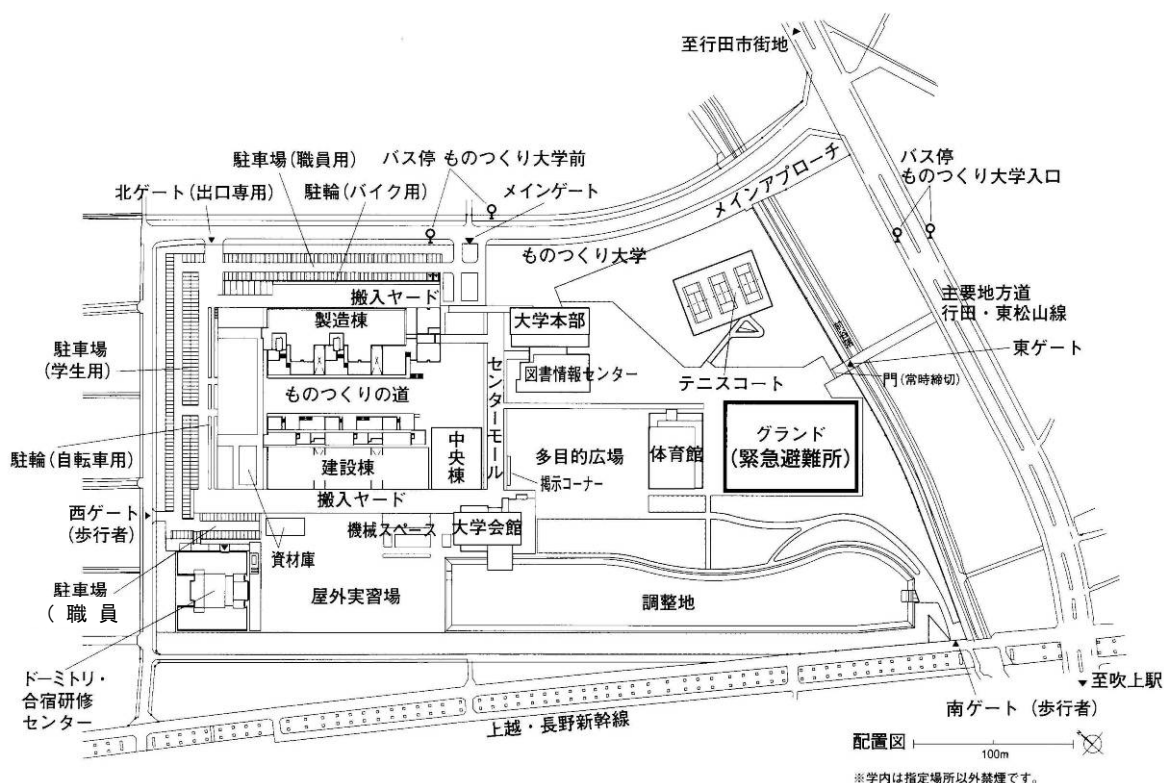 至行田市街地
駐車場(職員用)
バス停 ものつくり大学前
バス停
ものつくり大学入口
北ゲート(出口専用)
駐輪(バイク用)
メインゲート
メインアプローチ
ものつくり大学
搬入ヤード
製造棟
大学本部
主要地方道
行田・東松山線
東ゲート
門(常時締切)
駐車場
(学生用)
ものつくりの道
センターモール
図書情報センター
テニスコート
駐輪(自転車用)
建設棟
中央棟
多目的広場
掲示コーナー
体育館
グランド
(緊急避難所)
搬入ヤード
西ゲート
(歩行者)
資材庫
機械スペース
大学会館
駐車場
( 職 員
屋外実習場
調整地
ドーミトリ・
合宿研修
センター
上越・長野新幹線
至吹上駅
南ゲート(歩行者)
配置図
100m
※学内は指定場所以外禁煙です。